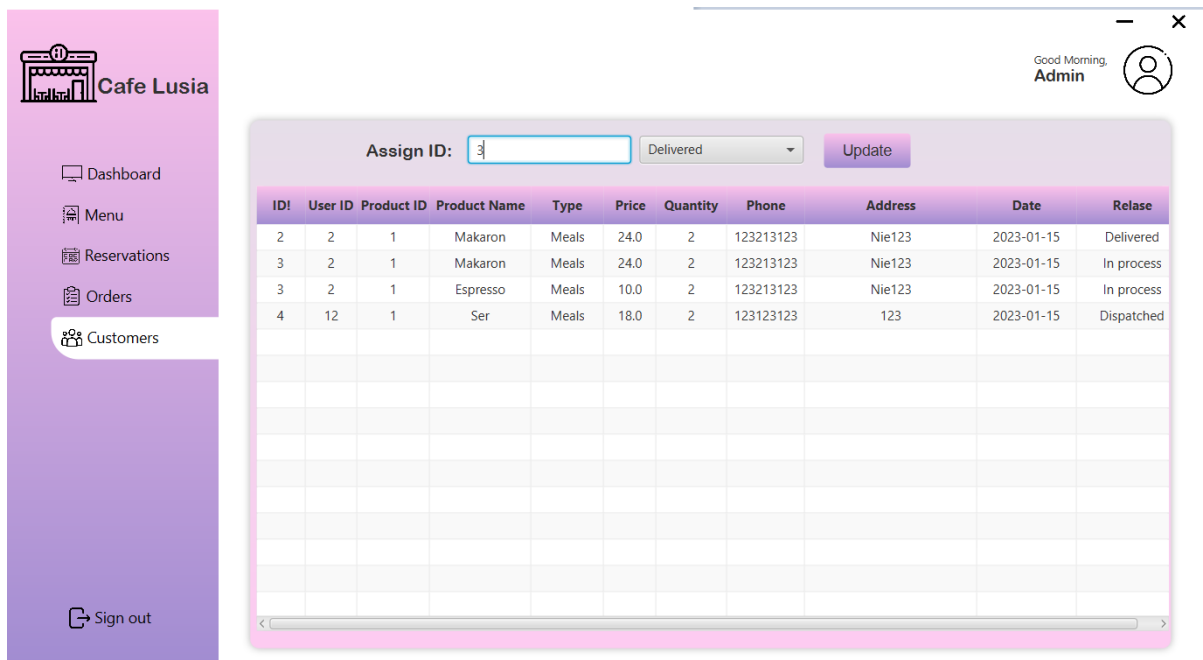 Cafe Lusia
Good Morning,
Admin
Dashboard
Menu
Reservations
Orders
Customers
Sign out
Assign ID: 3 Delivered Update
ID! User ID Product ID Product Name Type Price Quantity Phone Address Date Relase
2 2 1 Makaron Meals 24.0 2 123213123 Nie123 2023-01-15 Delivered
3 2 1 Makaron Meals 24.0 2 123213123 Nie123 2023-01-15 In process
3 2 1 Espresso Meals 10.0 2 123213123 Nie123 2023-01-15 In process
4 12 1 Ser Meals 18.0 2 123123123 123 2023-01-15 Dispatched